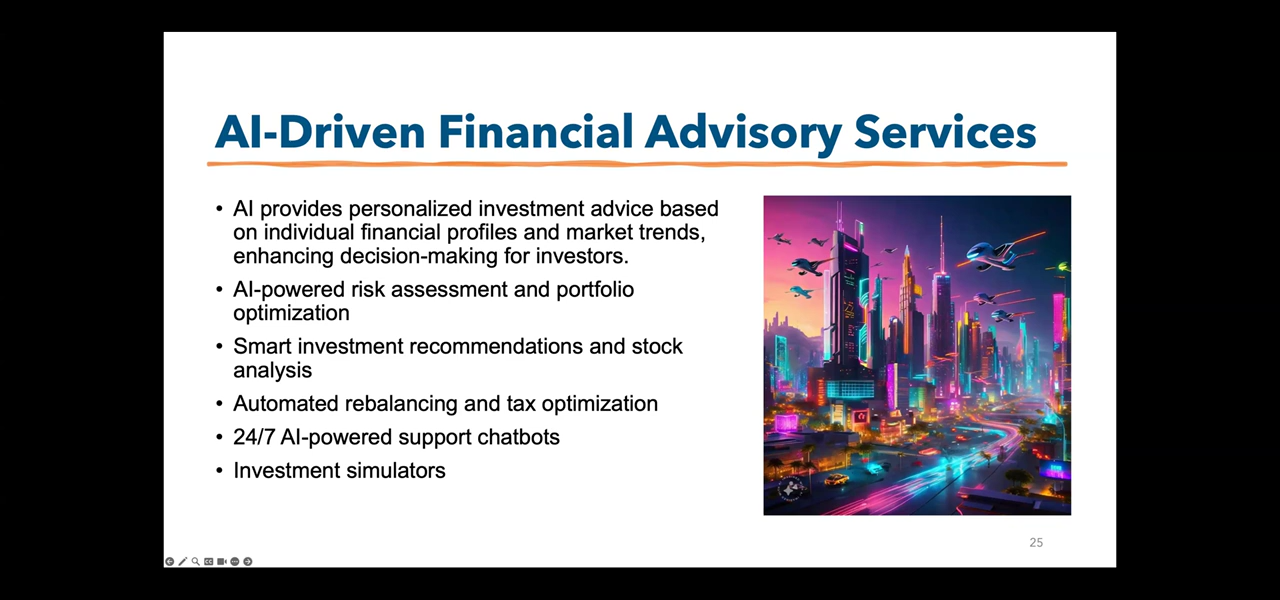 AI-Driven Financial Advisory Services
• AI provides personalized investment advice based
on individual financial profiles and market trends,
enhancing decision-making for investors.
• AI-powered risk assessment and portfolio
optimization
• Smart investment recommendations and stock
analysis
• Automated rebalancing and tax optimization
• 24/7 AI-powered support chatbots
• Investment simulators
25